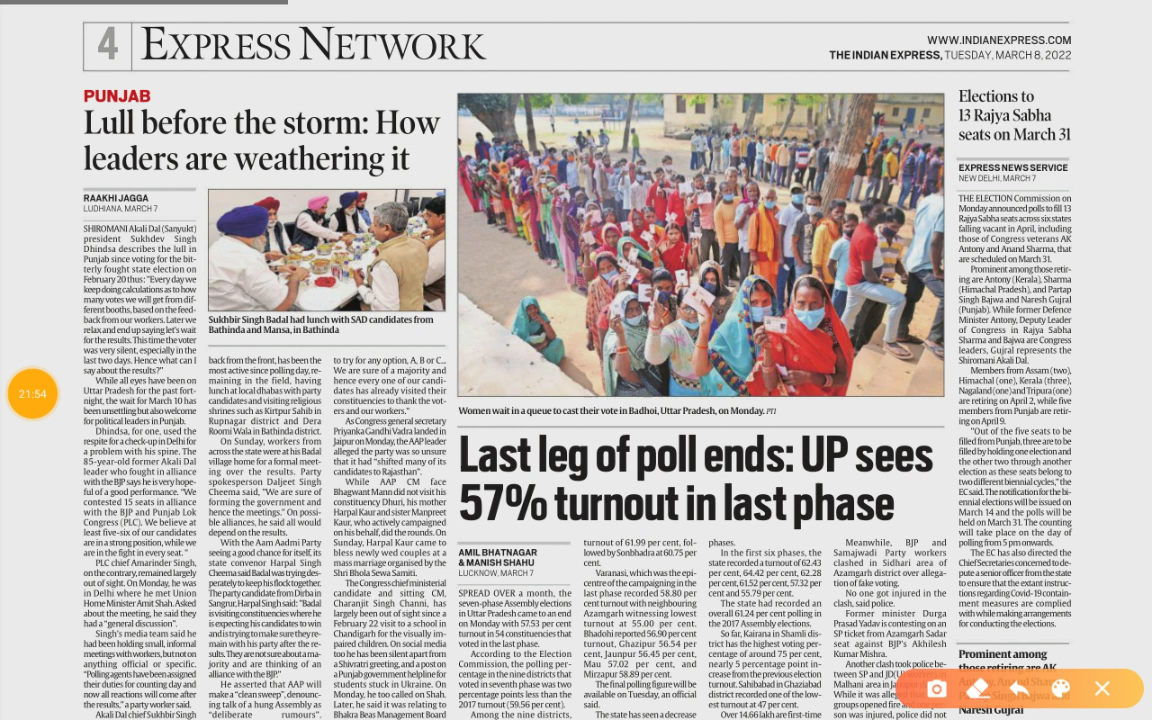 4 EXPRESS NETWORK
WWW.INDIANEXPRESS.COM
THE INDIAN EXPRESS, TUESDAY, MARCH 8, 2022
PUNJAB
Lull before the storm: How
leaders are weathering it
RAAKHI JAGGA
LUDHIANA, MARCH 7
SHIROMANI Akali Dal (Sanyukt)
president Sukhdev Singh
Dhindsa describes the lull in
Punjab since voting for the bit-
terly fought state election on
February 20 thus: "Every day we
keep doing calculations as to how
many votes we will get from dif-
ferent booths, based on the feed-
back from our workers. Later we
relax and end up saying let's wait
for the results. This time the voter
was very silent, especially in the
last two days. Hence what can I
say about the results?"
While all eyes have been on
Uttar Pradesh for the past fort-
night, the wait for March 10 has
been unsettling but also welcome
for political leaders in Punjab.
Dhindsa, for one, used the
respite for a check-up in Delhi for
a problem with his spine. The
85-year-old former Akali Dal
leader who fought in alliance
with the BJP says he is very hope-
ful of a good performance. "We
contested 15 seats in alliance
with the BJP and Punjab Lok
Congress (PLC). We believe at
least five-six of our candidates
are in a strong position, while we
are in the fight in every seat."
PLC chief Amarinder Singh,
on the contrary, remained largely
out of sight. On Monday, he was
in Delhi where he met Union
Home Minister Amit Shah. Asked
about the meeting, he said they
had a "general discussion".
Singh's media team said he
had been holding small, informal
meetings with workers, but not on
anything official or specific.
"Polling agents have been assigned
their duties for counting day and
now all reactions will come after
the results," a party worker said.
Akali Dal chief Sukhbir Singh
Sukhbir Singh Badal had lunch with SAD candidates from
Bathinda and Mansa, in Bathinda
back from the front, has been the
most active since polling day, re-
maining in the field, having
lunch at local dhabas with party
candidates and visiting religious
shrines such as Kirtpur Sahib in
Rupnagar district and Dera
Roomi Wala in Bathinda district.
On Sunday, workers from
across the state were at his Badal
village home for a formal meet-
ing over the results. Party
spokesperson Daljeet Singh
Cheema said, "We are sure of
forming the government and
hence the meetings." On possi-
ble alliances, he said all would
depend on the results.
With the Aam Aadmi Party
seeing a good chance for itself, its
state convenor Harpal Singh
Cheema said Badal was trying des-
perately to keep his flock together.
The party candidate from Dirba in
Sangrur, Harpal Singh said: "Badal
is visiting constituencies where he
is expecting his candidates to win
and is trying to make sure they re-
main with his party after the re-
sults. They are not sure about a ma-
jority and are thinking of an
alliance with the BJP."
He asserted that AAP will
make a "clean sweep", denounc-
ing talk of a hung Assembly as
"deliberate rumours".
to try for any option, A, B or C...
We are sure of a majority and
hence every one of our candi-
dates has already visited their
constituencies to thank the vot-
ers and our workers."
As Congress general secretary
Priyanka Gandhi Vadra landed in
Jaipur on Monday, the AAP leader
alleged the party was so unsure
that it had "shifted many of its
candidates to Rajasthan".
While AAP CM face
Bhagwant Mann did not visit his
constituency Dhuri, his mother
Harpal Kaur and sister Manpreet
Kaur, who actively campaigned
on his behalf, did the rounds. On
Sunday, Harpal Kaur came to
bless newly wed couples at a
mass marriage organised by the
Shri Bhola Sewa Samiti.
The Congress chief ministerial
candidate and sitting CM,
Charanjit Singh Channi, has
largely been out of sight since a
February 22 visit to a school in
Chandigarh for the visually im-
paired children. On social media
too he has been silent apart from
a Shivratri greeting, and a post on
a Punjab government helpline for
students stuck in Ukraine. On
Monday, he too called on Shah.
Later, he said it was relating to
Bhakra Beas Management Board
Women wait in a queue to cast their vote in Badhoi, Uttar Pradesh, on Monday. PTI
Last leg of poll ends: UP sees
57% turnout in last phase
AMIL BHATNAGAR
& MANISH SHAHU
LUCKNOW, MARCH 7
SPREAD OVER a month, the
seven-phase Assembly elections
in Uttar Pradesh came to an end
on Monday with 57.53 per cent
turnout in 54 constituencies that
voted in the last phase.
According to the Election
Commission, the polling per-
centage in the nine districts that
voted in seventh phase was two
percentage points less than the
2017 turnout (59.56 per cent).
Among the nine districts,
turnout of 61.99 per cent, fol-
lowed by Sonbhadra at 60.75 per
cent.
Varanasi, which was the epi-
centre of the campaigning in the
last phase recorded 58.80 per
cent turnout with neighbouring
Azamgarh witnessing lowest
turnout at 55.00 per cent.
Bhadohi reported 56.90 per cent
turnout, Ghazipur 56.54 per
cent, Jaunpur 56.45 per cent,
Mau 57.02 per cent, and
Mirzapur 58.89 per cent.
The final polling figure will be
available on Tuesday, an official
said.
The state has seen a decrease
phases.
In the first six phases, the
state recorded a turnout of 62.43
per cent, 64.42 per cent, 62.28
per cent, 61.52 per cent, 57.32 per
cent and 55.79 per cent.
The state had recorded an
overall 61.24 per cent polling in
the 2017 Assembly elections.
So far, Kairana in Shamli dis-
trict has the highest voting per-
centage of around 75 per cent,
nearly 5 percentage point in-
crease from the previous election
turnout. Sahibabad in Ghaziabad
district recorded one of the low-
est turnout at 47 per cent.
Over 14.66 lakh are first-time
Meanwhile, BJP and
Samajwadi Party workers
clashed in Sidhari area of
Azamgarh district over allega-
tion of fake voting.
No one got injured in the
clash, said police.
Former minister Durga
Prasad Yadav is contesting on an
SP ticket from Azamgarh Sadar
seat against BJP's Akhilesh
Kumar Mishra.
Another clash took place be-
tween SP and JD(U)
Malhani area in
While it was alleg
groups opened fire
son was injured, police did not
Elections to
13 Rajya Sabha
seats on March 31
EXPRESS NEWS SERVICE
NEW DELHI, MARCH 7
THE ELECTION Commission on
Monday announced polls to fill 13
Rajya Sabha seats across six states
falling vacant in April, including
those of Congress veterans AK
Antony and Anand Sharma, that
are scheduled on March 31.
Prominent among those retir-
ing are Antony (Kerala), Sharma
(Himachal Pradesh), and Partap
Singh Bajwa and Naresh Gujral
(Punjab). While former Defence
Minister Antony, Deputy Leader
of Congress in Rajya Sabha
Sharma and Bajwa are Congress
leaders, Gujral represents the
Shiromani Akali Dal.
Members from Assam (two),
Himachal (one), Kerala (three),
Nagaland (one) and Tripura (one)
are retiring on April 2, while five
members from Punjab are retir-
ing on April 9.
"Out of the five seats to be
filled from Punjab, three are to be
filled by holding one election and
the other two through another
election as these seats belong to
two different biennial cycles," the
EC said. The notification for the bi-
ennial elections will be issued on
March 14 and the polls will be
held on March 31. The counting
will take place on the day of
polling from 5 pm onwards.
The EC has also directed the
Chief Secretaries concerned to de-
pute a senior officer from the state
to ensure that the extant instruc-
tions regarding Covid-19 contain-
ment measures are complied
with while making arrangements
for conducting the elections.
Prominent among
those retiring are AK
Naresh Gujral
21:54